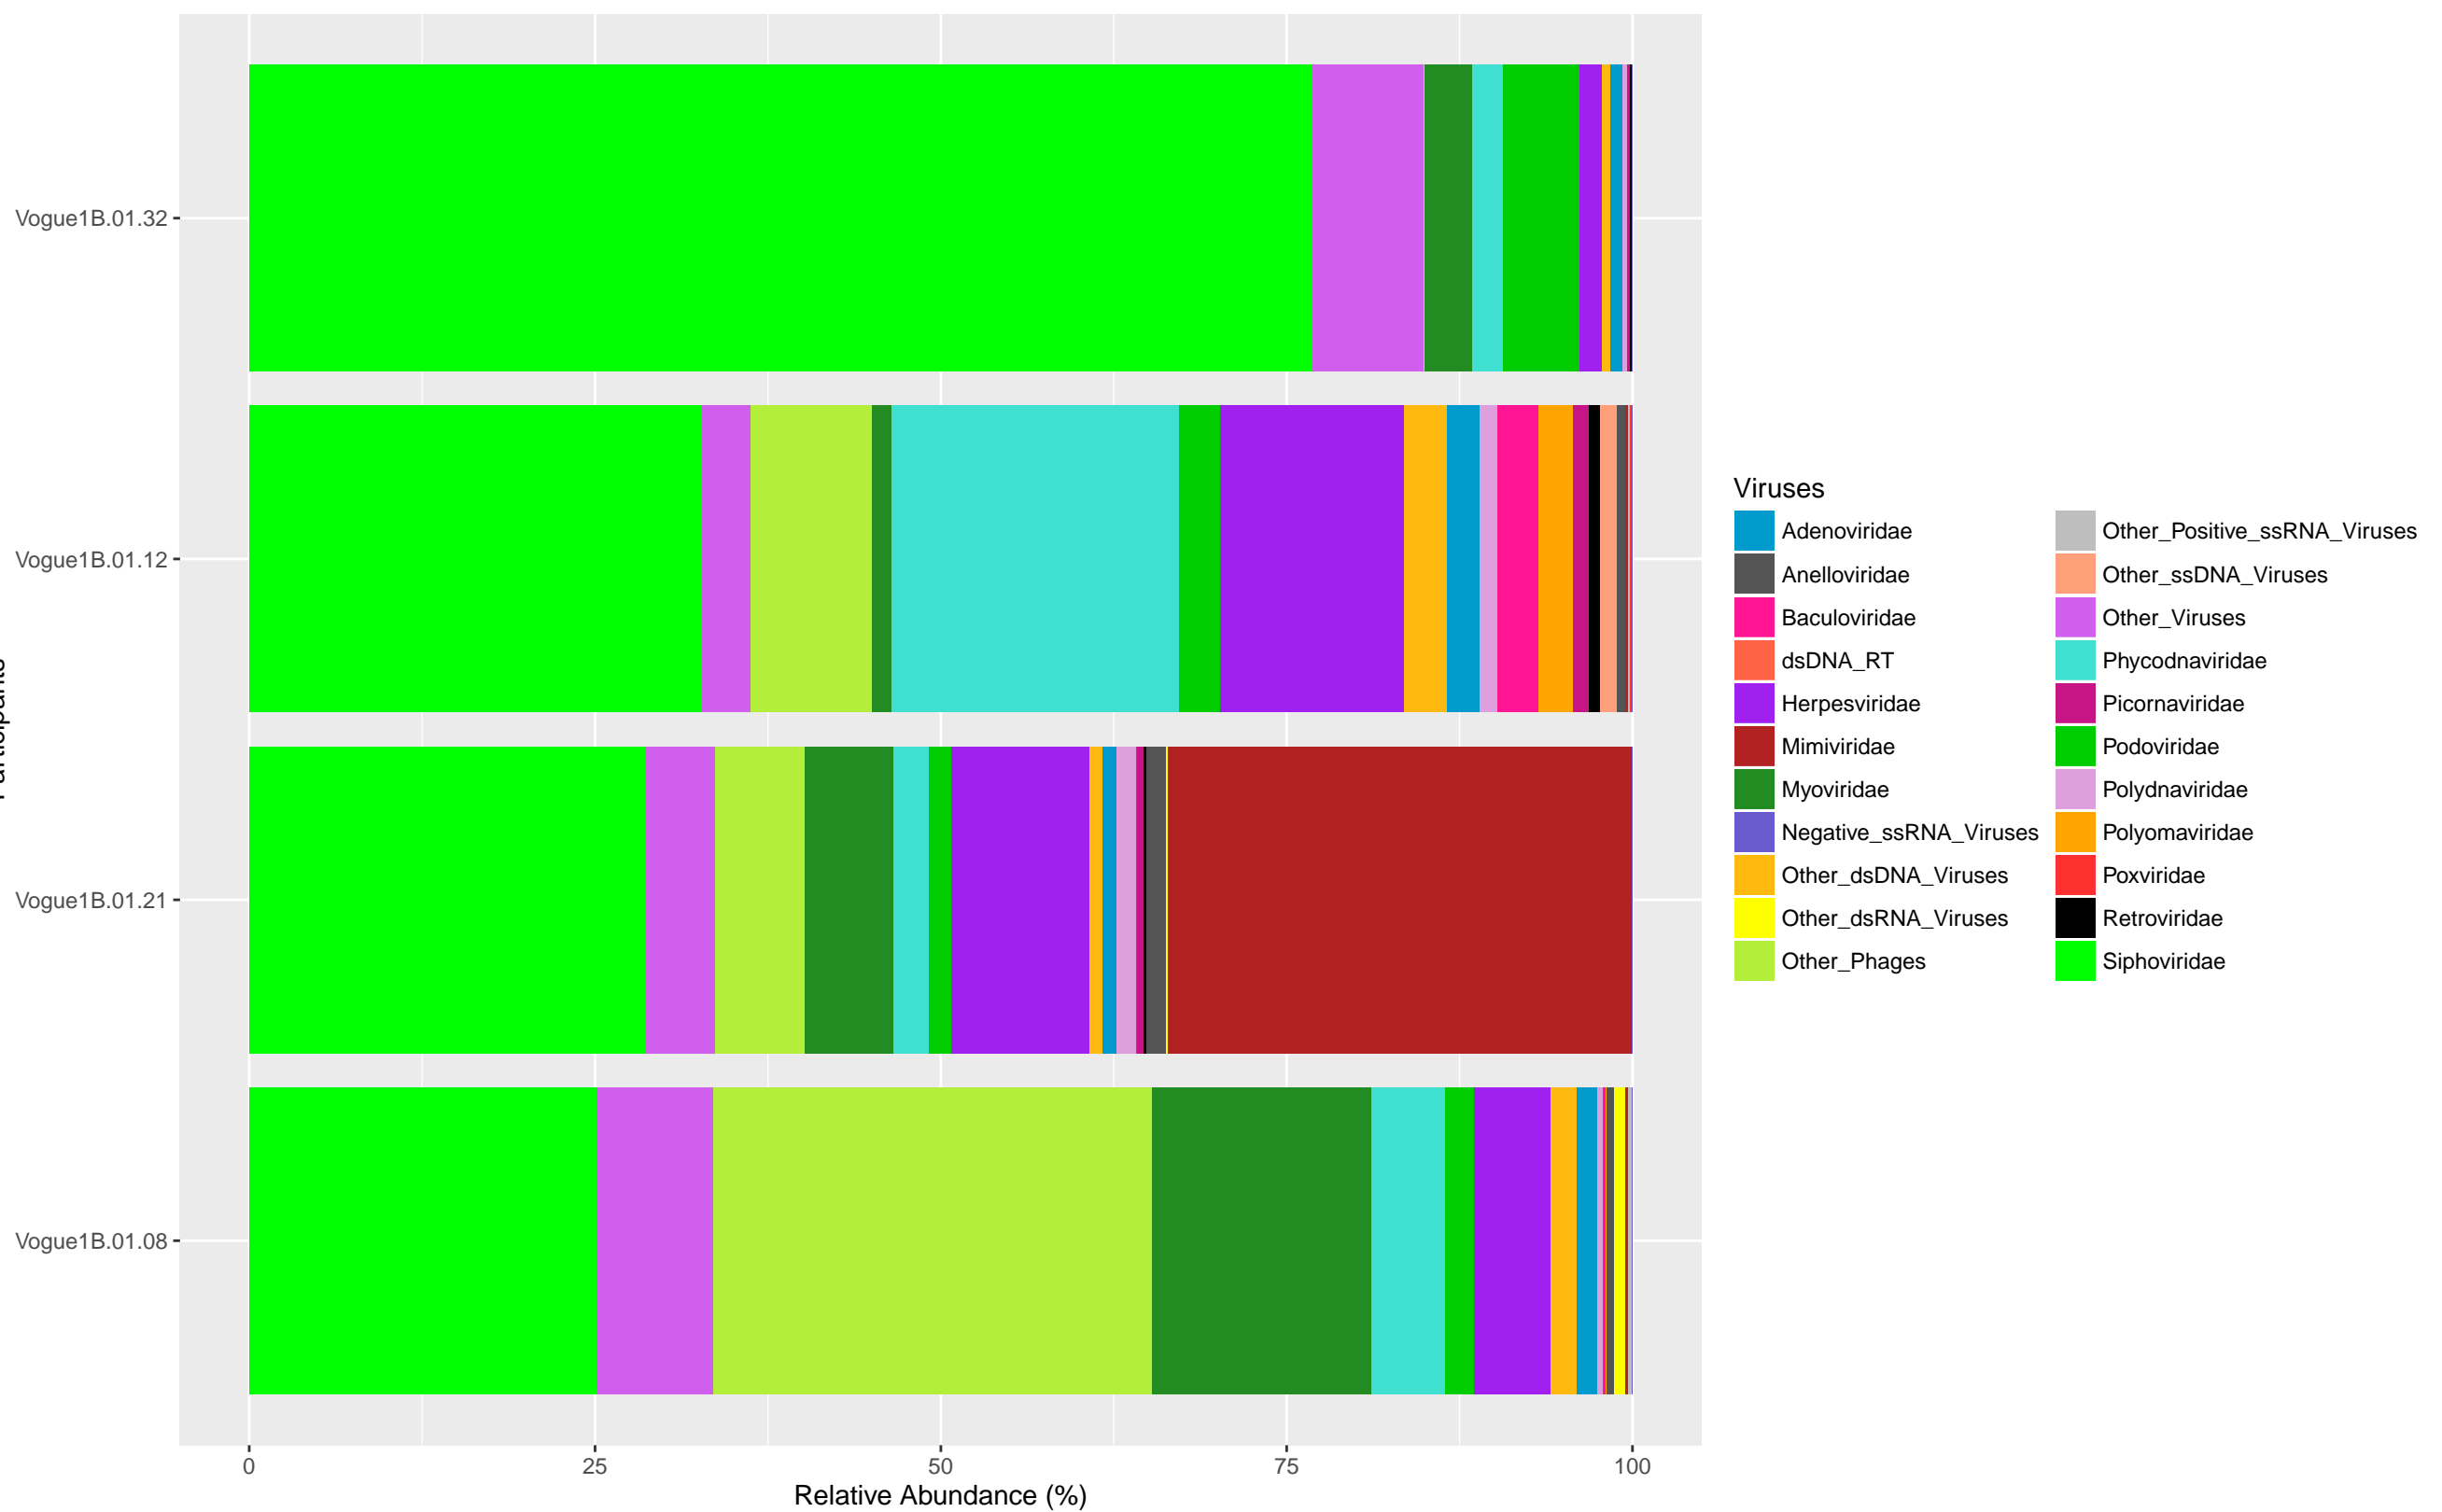 Vogue1B.01.32
Vogue1B.01.12
Vogue1B.01.21
Vogue1B.01.08
0 25 50 75 100
Relative Abundance (%)
Viruses
Adenoviridae
Anelloviridae
Baculoviridae
dsDNA_RT
Herpesviridae
Mimiviridae
Myoviridae
Negative_ssRNA_Viruses
Other_dsDNA_Viruses
Other_dsRNA_Viruses
Other_Phages
Other_Positive_ssRNA_Viruses
Other_ssDNA_Viruses
Other_Viruses
Phycodnaviridae
Picornaviridae
Podoviridae
Polydnaviridae
Polyomaviridae
Poxviridae
Retroviridae
Siphoviridae